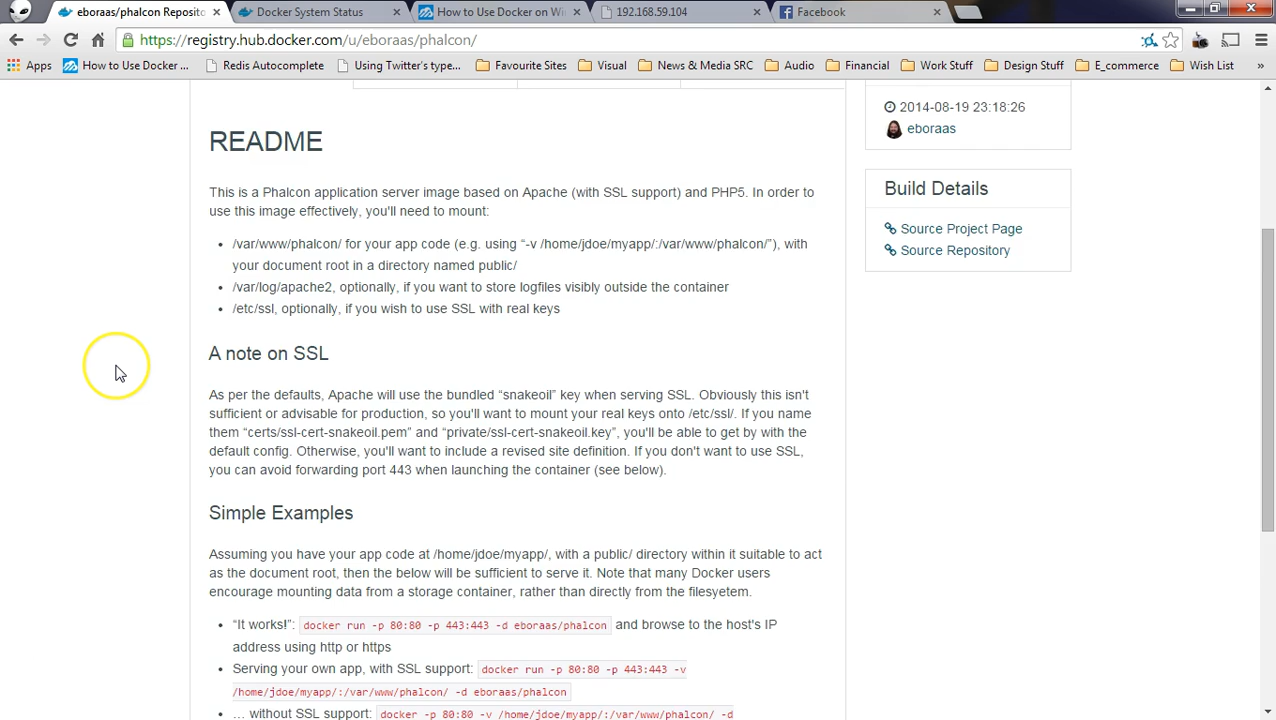 eboraas/phalcon Reposito
Docker System Status
How to Use Docker on Wi
192.168.59.104
Facebook
https://registry.hub.docker.com/u/eboraas/phalcon/
Apps
How to Use Docker ...
Redis Autocomplete
Using Twitter's type...
Favourite Sites
Visual
News & Media SRC
Audio
Financial
Work Stuff
Design Stuff
E_commerce
Wish List
»
README
This is a Phalcon application server image based on Apache (with SSL support) and PHP5. In order to
use this image effectively, you'll need to mount:
• /var/www/phalcon/ for your app code (e.g. using “-v /home/jdoe/myapp/:/var/www/phalcon/”), with
your document root in a directory named public/
• /var/log/apache2, optionally, if you want to store logfiles visibly outside the container
• /etc/ssl, optionally, if you wish to use SSL with real keys
A note on SSL
As per the defaults, Apache will use the bundled “snakeoil” key when serving SSL. Obviously this isn't
sufficient or advisable for production, so you'll want to mount your real keys onto /etc/ssl/. If you name
them “certs/ssl-cert-snakeoil.pem” and “private/ssl-cert-snakeoil.key”, you'll be able to get by with the
default config. Otherwise, you'll want to include a revised site definition. If you don't want to use SSL,
you can avoid forwarding port 443 when launching the container (see below).
Simple Examples
Assuming you have your app code at /home/jdoe/myapp/, with a public/ directory within it suitable to act
as the document root, then the below will be sufficient to serve it. Note that many Docker users
encourage mounting data from a storage container, rather than directly from the filesyetem.
• “It works!”: docker run -p 80:80 -p 443:443 -d eboraas/phalcon and browse to the host's IP
address using http or https
• Serving your own app, with SSL support: docker run -p 80:80 -p 443:443 -v
/home/jdoe/myapp/:/var/www/phalcon/ -d eboraas/phalcon
• … without SSL support: docker -p 80:80 -v /home/jdoe/myapp/:/var/www/phalcon/ -d
2014-08-19 23:18:26
eboraas
Build Details
Source Project Page
Source Repository